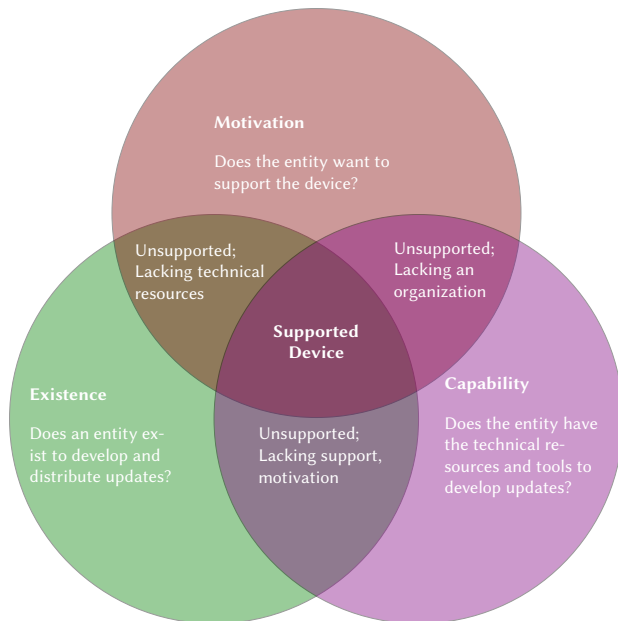 Motivation
Does the entity want to
support the device?
Unsupported;
Lacking technical
resources
Unsupported;
Lacking an
organization
Supported
Device
Existence
Does an entity ex-
ist to develop and
distribute updates?
Unsupported;
Lacking support,
motivation
Capability
Does the entity have
the technical re-
sources and tools to
develop updates?